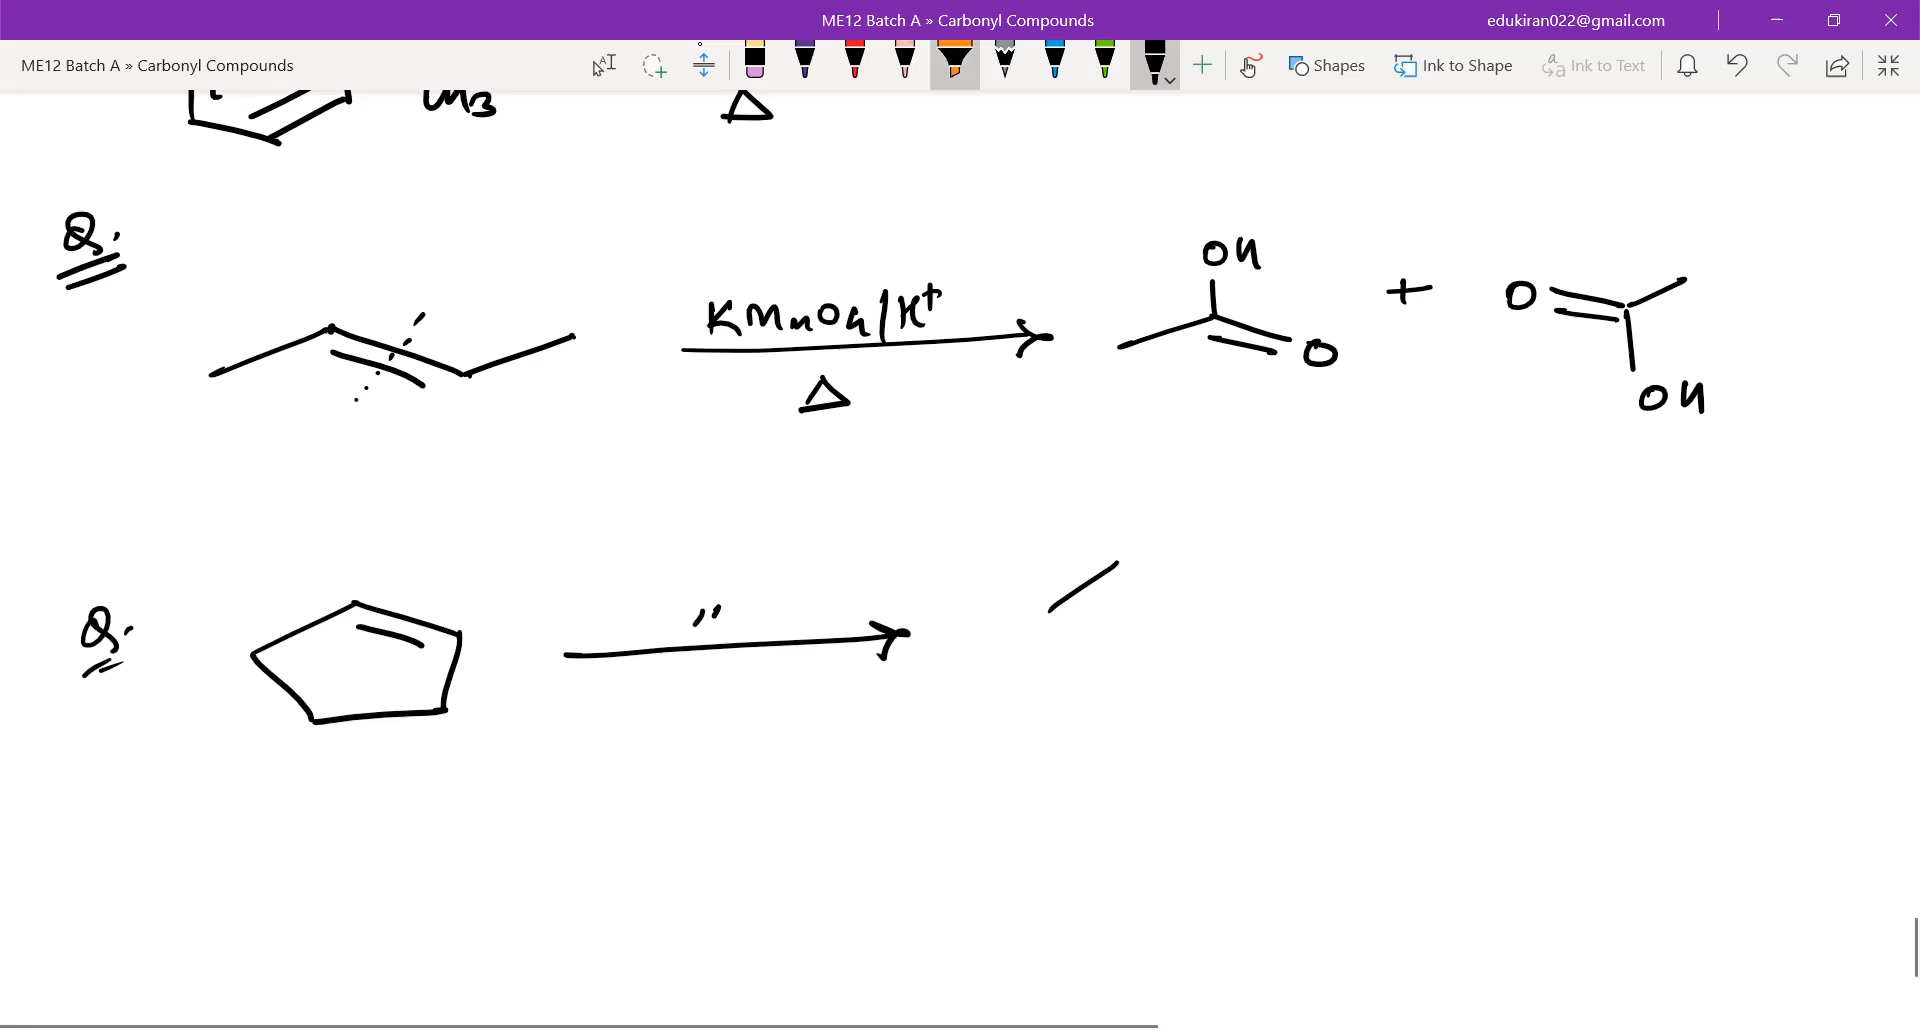 ME12 Batch A » Carbonyl Compounds
edukiran022@gmail.com
ME12 Batch A » Carbonyl Compounds
Shapes
Ink to Shape
Ink to Text
CH3
Δ
Q.
KMnO4/H+
Δ
OH
O
+
O
OH
Q.
"